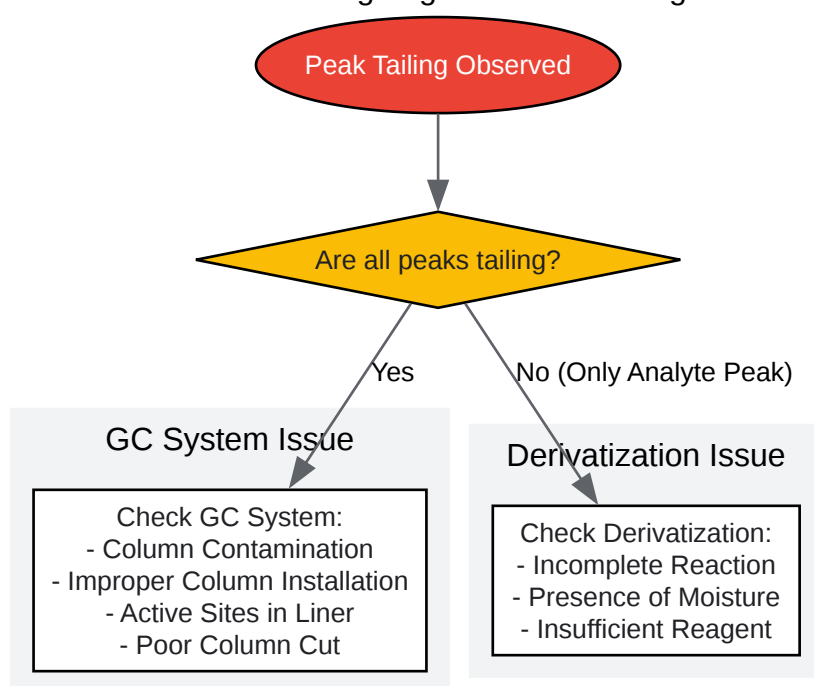 Peak Tailing Observed
Are all peaks tailing?
Yes
No (Only Analyte Peak)
GC System Issue
Check GC System:
- Column Contamination
- Improper Column Installation
- Active Sites in Liner
- Poor Column Cut
Derivatization Issue
Check Derivatization:
- Incomplete Reaction
- Presence of Moisture
- Insufficient Reagent